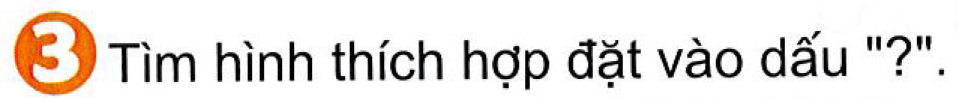 3 Tìm hình thích hợp đặt vào dấu "?".